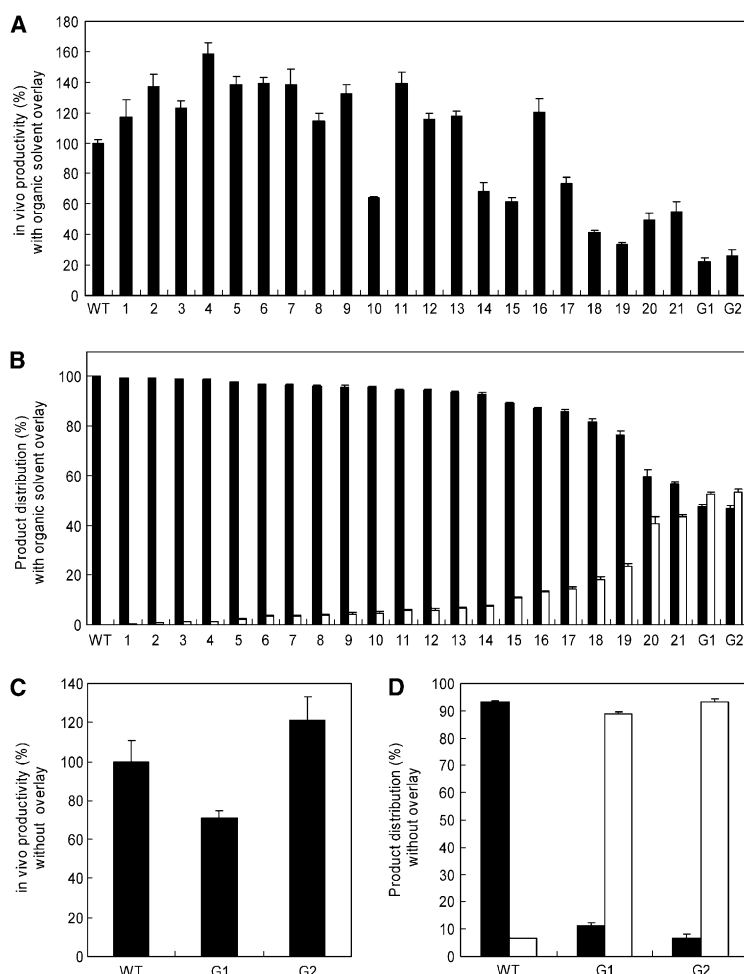 A
in vivo productivity (%)
with organic solvent overlay
180
160
140
120
100
80
60
40
20
0
WT 1 2 3 4 5 6 7 8 9 10 11 12 13 14 15 16 17 18 19 20 21 G1 G2
B
Product distribution (%)
with organic solvent overlay
100
80
60
40
20
0
WT 1 2 3 4 5 6 7 8 9 10 11 12 13 14 15 16 17 18 19 20 21 G1 G2
C
in vivo productivity (%)
without overlay
140
120
100
80
60
40
20
0
WT G1 G2
D
Product distribution (%)
without overlay
100
90
80
70
60
50
40
30
20
10
0
WT G1 G2